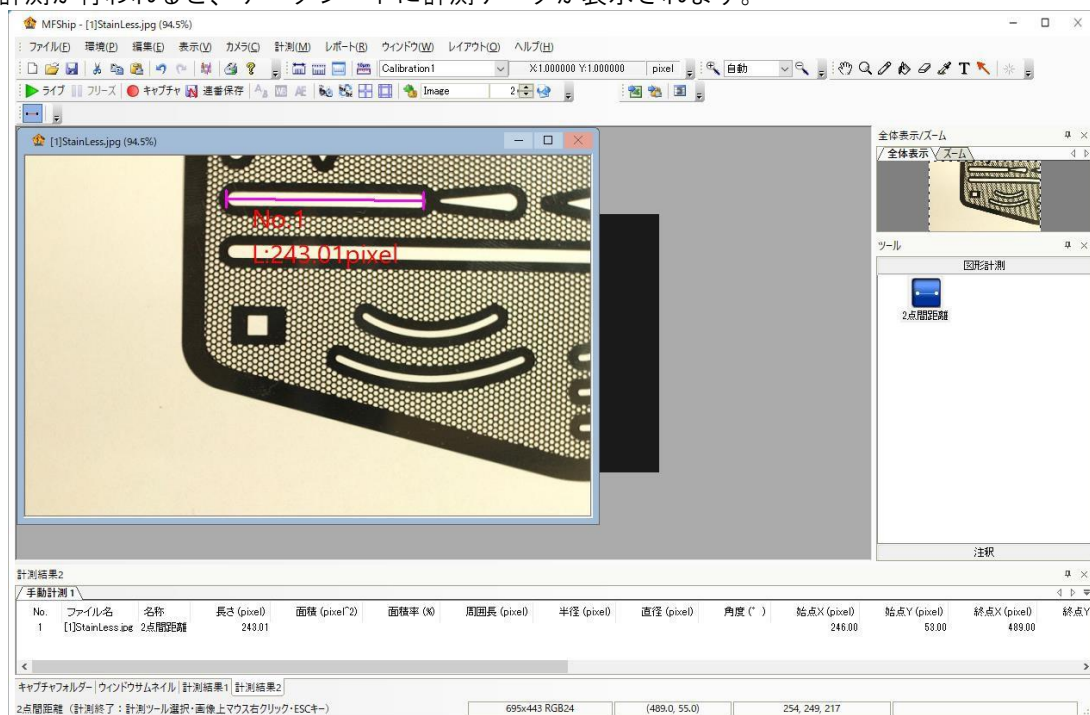 計測が行われると、ワークシートに計測データが表示されます。
MFShip - [1]StainLess.jpg (94.5%)
ファイル(F) 環境(P) 編集(E) 表示(V) カメラ(C) 計測(M) レポート(R) ウィンドウ(W) レイアウト(O) ヘルプ(H)
Calibration1 X:1.000000 Y:1.000000 pixel 自動
ライブ フリーズ キャプチャ 連番保存 Image 2
[1]StainLess.jpg (94.5%)
No.1
L:243.01pixel
全体表示/ズーム
全体表示 ズーム
ツール
図形計測
2点間距離
注釈
計測結果2
手動計測 1
No. ファイル名 名称 長さ (pixel) 面積 (pixel^2) 面積率 (%) 周囲長 (pixel) 半径 (pixel) 直径 (pixel) 角度 (°) 始点X (pixel) 始点Y (pixel) 終点X (pixel) 終点Y
1 [1]StainLess.jpg 2点間距離 243.01 246.00 53.00 489.00
キャプチャフォルダー ウィンドウサムネイル 計測結果1 計測結果2
2点間距離 (計測終了：計測ツール選択・画像上マウス右クリック・ESCキー) 695x443 RGB24 (489.0, 55.0) 254, 249, 217